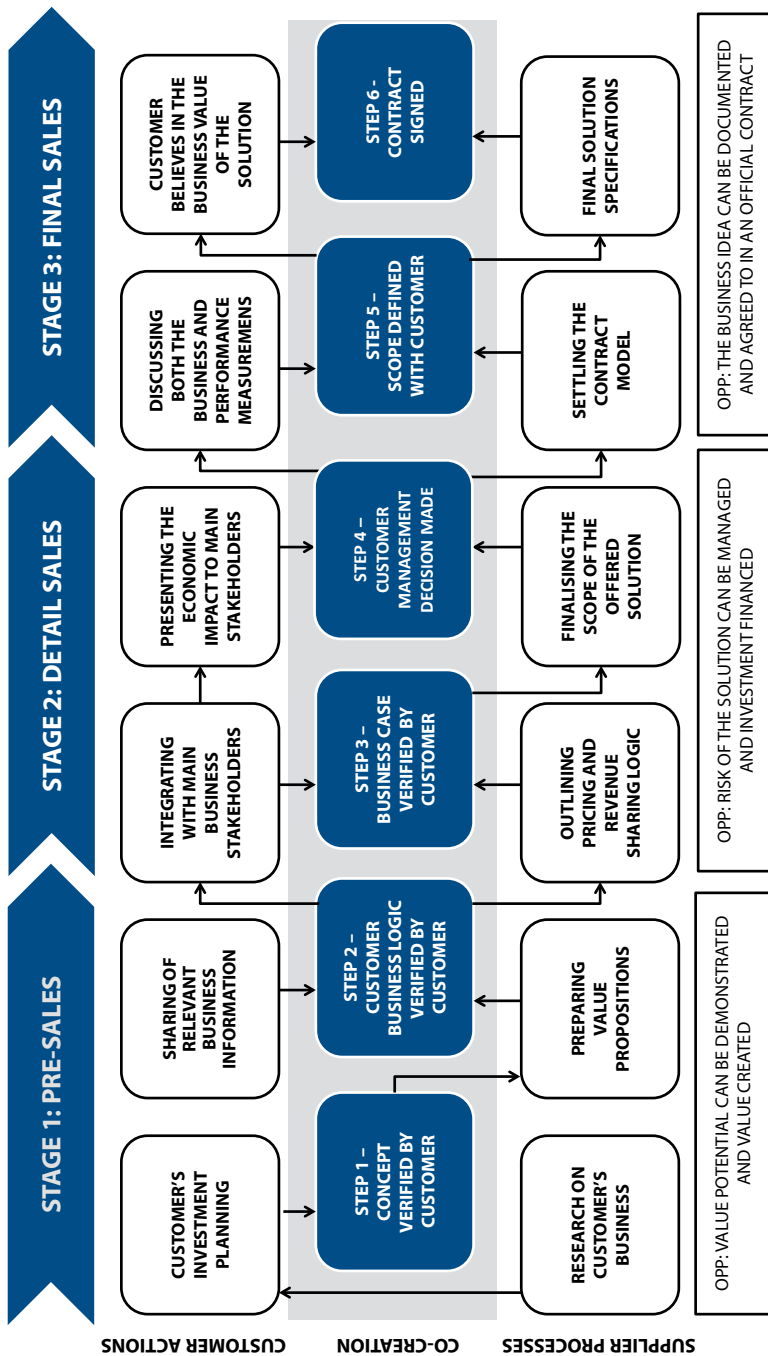 STAGE 1: PRE-SALES
STAGE 2: DETAIL SALES
STAGE 3: FINAL SALES
CUSTOMER ACTIONS
CUSTOMER'S
INVESTMENT
PLANNING
SHARING OF
RELEVANT
BUSINESS
INFORMATION
INTEGRATING
WITH MAIN
BUSINESS
STAKEHOLDERS
PRESENTING THE
ECONOMIC
IMPACT TO MAIN
STAKEHOLDERS
DISCUSSING
BOTH THE
BUSINESS AND
PERFORMANCE
MEASUREMENS
CUSTOMER
BELIEVES IN THE
BUSINESS VALUE
OF THE
SOLUTION
CO-CREATION
STEP 1 –
CONCEPT
VERIFIED BY
CUSTOMER
STEP 2 –
CUSTOMER
BUSINESS LOGIC
VERIFIED BY
CUSTOMER
STEP 3 –
BUSINESS CASE
VERIFIED BY
CUSTOMER
STEP 4 –
CUSTOMER
MANAGEMENT
DECISION MADE
STEP 5 –
SCOPE DEFINED
WITH CUSTOMER
STEP 6 -
CONTRACT
SIGNED
SUPPLIER PROCESSES
RESEARCH ON
CUSTOMER'S
BUSINESS
PREPARING
VALUE
PROPOSITIONS
OUTLINING
PRICING AND
REVENUE
SHARING LOGIC
FINALISING THE
SCOPE OF THE
OFFERED
SOLUTION
SETTLING THE
CONTRACT
MODEL
FINAL SOLUTION
SPECIFICATIONS
OPP: VALUE POTENTIAL CAN BE DEMONSTRATED
AND VALUE CREATED
OPP: RISK OF THE SOLUTION CAN BE MANAGED
AND INVESTMENT FINANCED
OPP: THE BUSINESS IDEA CAN BE DOCUMENTED
AND AGREED TO IN AN OFFICIAL CONTRACT